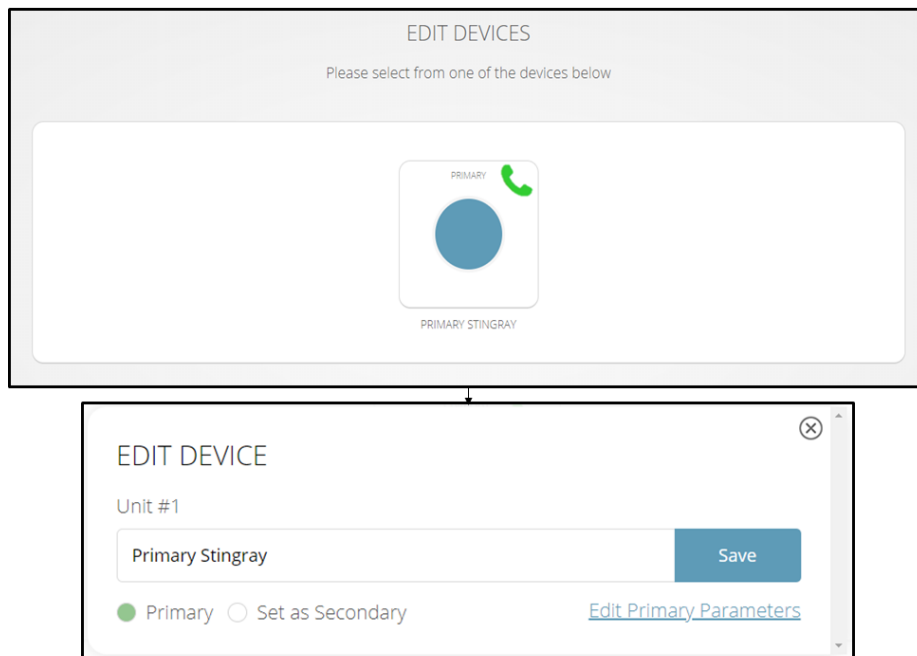 EDIT DEVICES
Please select from one of the devices below
PRIMARY
PRIMARY STINGRAY
EDIT DEVICE
Unit #1
Primary Stingray
Save
Primary Set as Secondary Edit Primary Parameters